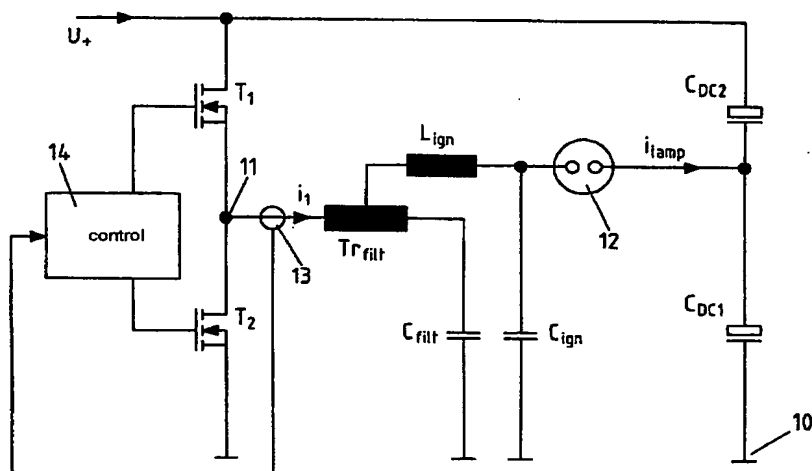 U+
T1
CDC2
Lign
14
11
i1
ilamp
control
13
Trfilt
12
T2
Cfilt
Cign
CDC1
10